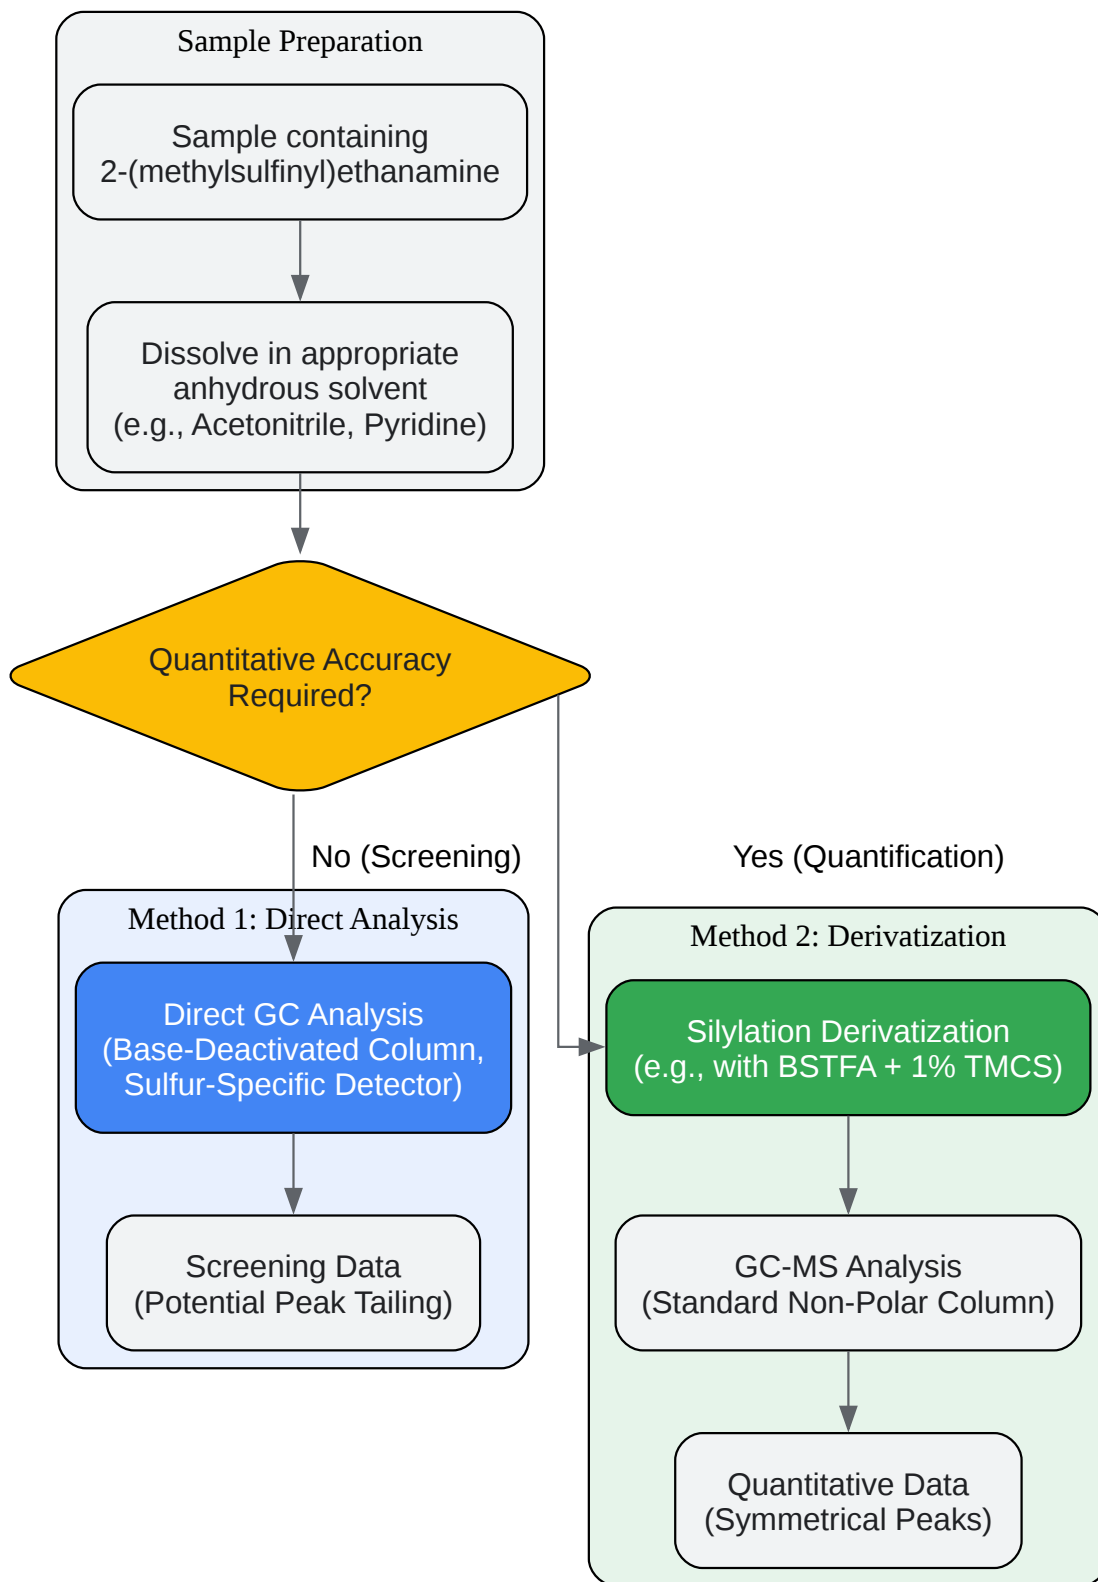 Sample Preparation
Sample containing
2-(methylsulfinyl)ethanamine
Dissolve in appropriate
anhydrous solvent
(e.g., Acetonitrile, Pyridine)
Quantitative Accuracy
Required?
No (Screening)
Yes (Quantification)
Method 1: Direct Analysis
Direct GC Analysis
(Base-Deactivated Column,
Sulfur-Specific Detector)
Screening Data
(Potential Peak Tailing)
Method 2: Derivatization
Silylation Derivatization
(e.g., with BSTFA + 1% TMCS)
GC-MS Analysis
(Standard Non-Polar Column)
Quantitative Data
(Symmetrical Peaks)